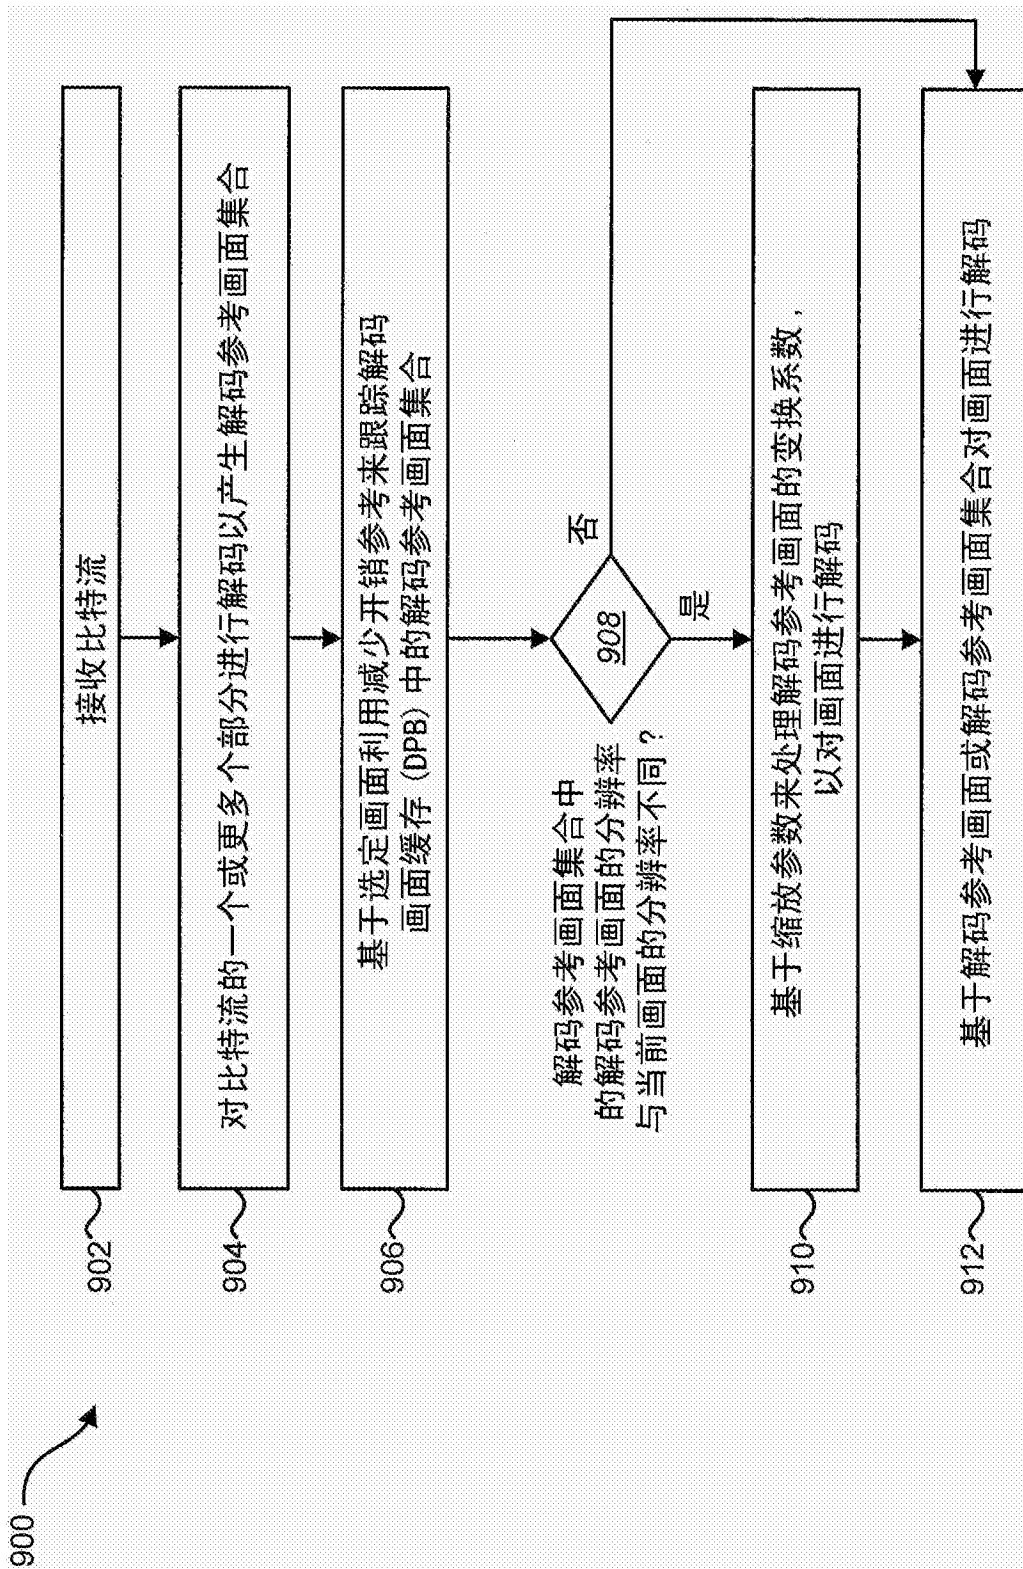 900
902
接收比特流
904
对比特流的一个或更多个部分进行解码以产生解码参考画面集合
906
基于选定画面利用减少开销参考来跟踪解码
画面缓存 (DPB) 中的解码参考画面集合
解码参考画面集合中
的解码参考画面的分辨率
与当前画面的分辨率不同？
908
否
是
910
基于缩放参数来处理解码参考画面的变换系数，
以对画面进行解码
912
基于解码参考画面或解码参考画面集合对画面进行解码